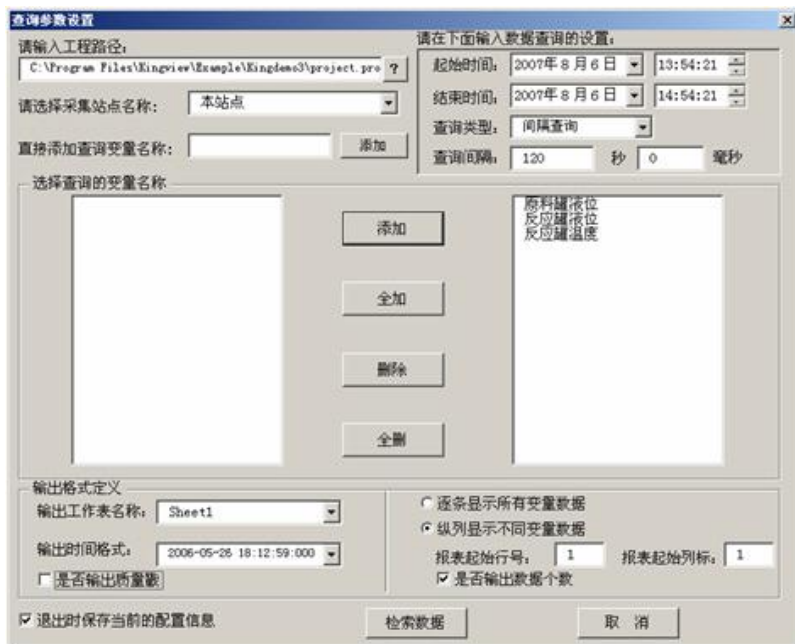 查询参数设置
请输入工程路径：
C:\Program Files\Kingview\Example\Kingdemo3\project.pro ?
请选择采集站点名称： 本站点
直接添加查询变量名称： 添加
请在下面输入数据查询的设置：
起始时间： 2007年 8 月 6 日 13:54:21
结束时间： 2007年 8 月 6 日 14:54:21
查询类型： 间隔查询
查询间隔： 120 秒 0 毫秒
选择查询的变量名称
添加
全加
删除
全删
原料罐液位
反应罐液位
反应罐温度
输出格式定义
输出工作表名称： Sheet1
输出时间格式： 2006-05-26 18:12:59:000
是否输出质量戳
逐条显示所有变量数据
纵列显示不同变量数据
报表起始行号： 1 报表起始列标： 1
是否输出数据个数
退出时保存当前的配置信息
检索数据
取 消